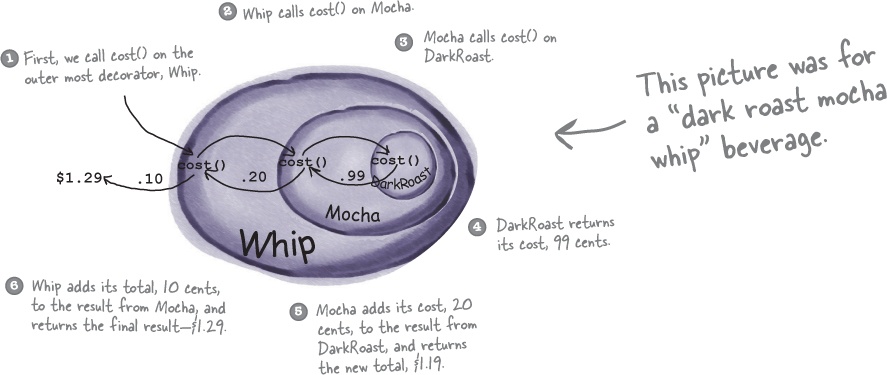 2 Whip calls cost() on Mocha.
1 First, we call cost() on the
outer most decorator, Whip.
3 Mocha calls cost() on
DarkRoast.
This picture was for
a “dark roast mocha
whip” beverage.
cost()
cost()
cost()
$1.29
.10
.20
.99
DarkRoast
Mocha
Whip
4 DarkRoast returns
its cost, 99 cents.
6 Whip adds its total, 10 cents,
to the result from Mocha, and
returns the final result—$1.29.
5 Mocha adds its cost, 20
cents, to the result from
DarkRoast, and returns
the new total, $1.19.